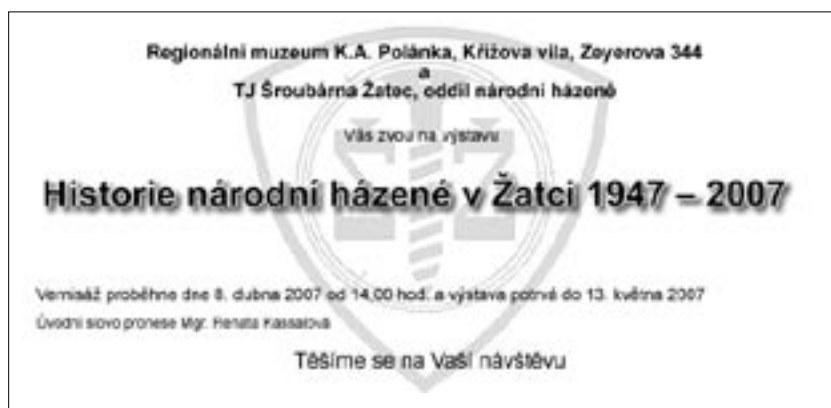 Regionální muzeum K.A. Polánka, Křížova vila, Zeyerova 344
a
TJ Šroubárna Žatec, oddíl národní házené
Vás zvou na výstavu
Historie národní házené v Žatci 1947 – 2007
Vernisáž proběhne dne 8. dubna 2007 od 14,00 hod. a výstava potrvá do 13. května 2007
Úvodní slovo pronese Mgr. Renata
Těšíme se na Vaší návštěvu